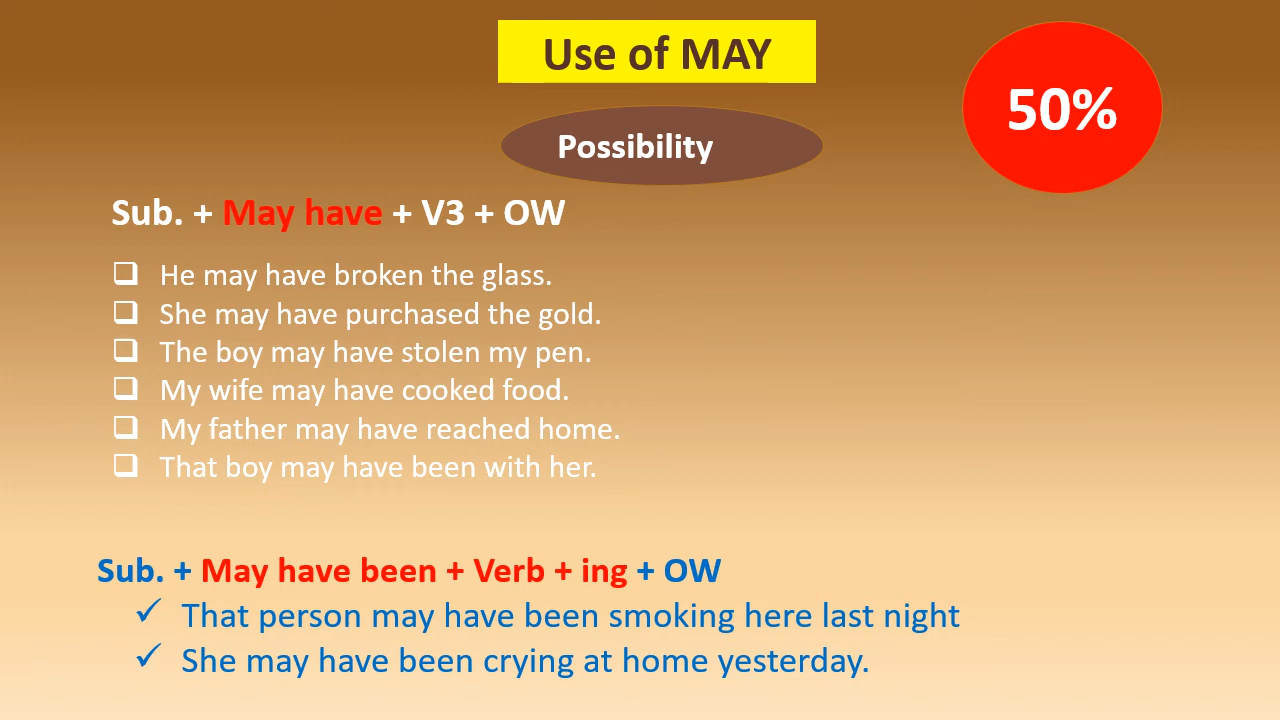 Use of MAY
50%
Possibility
Sub. + May have + V3 + OW
He may have broken the glass.
She may have purchased the gold.
The boy may have stolen my pen.
My wife may have cooked food.
My father may have reached home.
That boy may have been with her.
Sub. + May have been + Verb + ing + OW
That person may have been smoking here last night
She may have been crying at home yesterday.